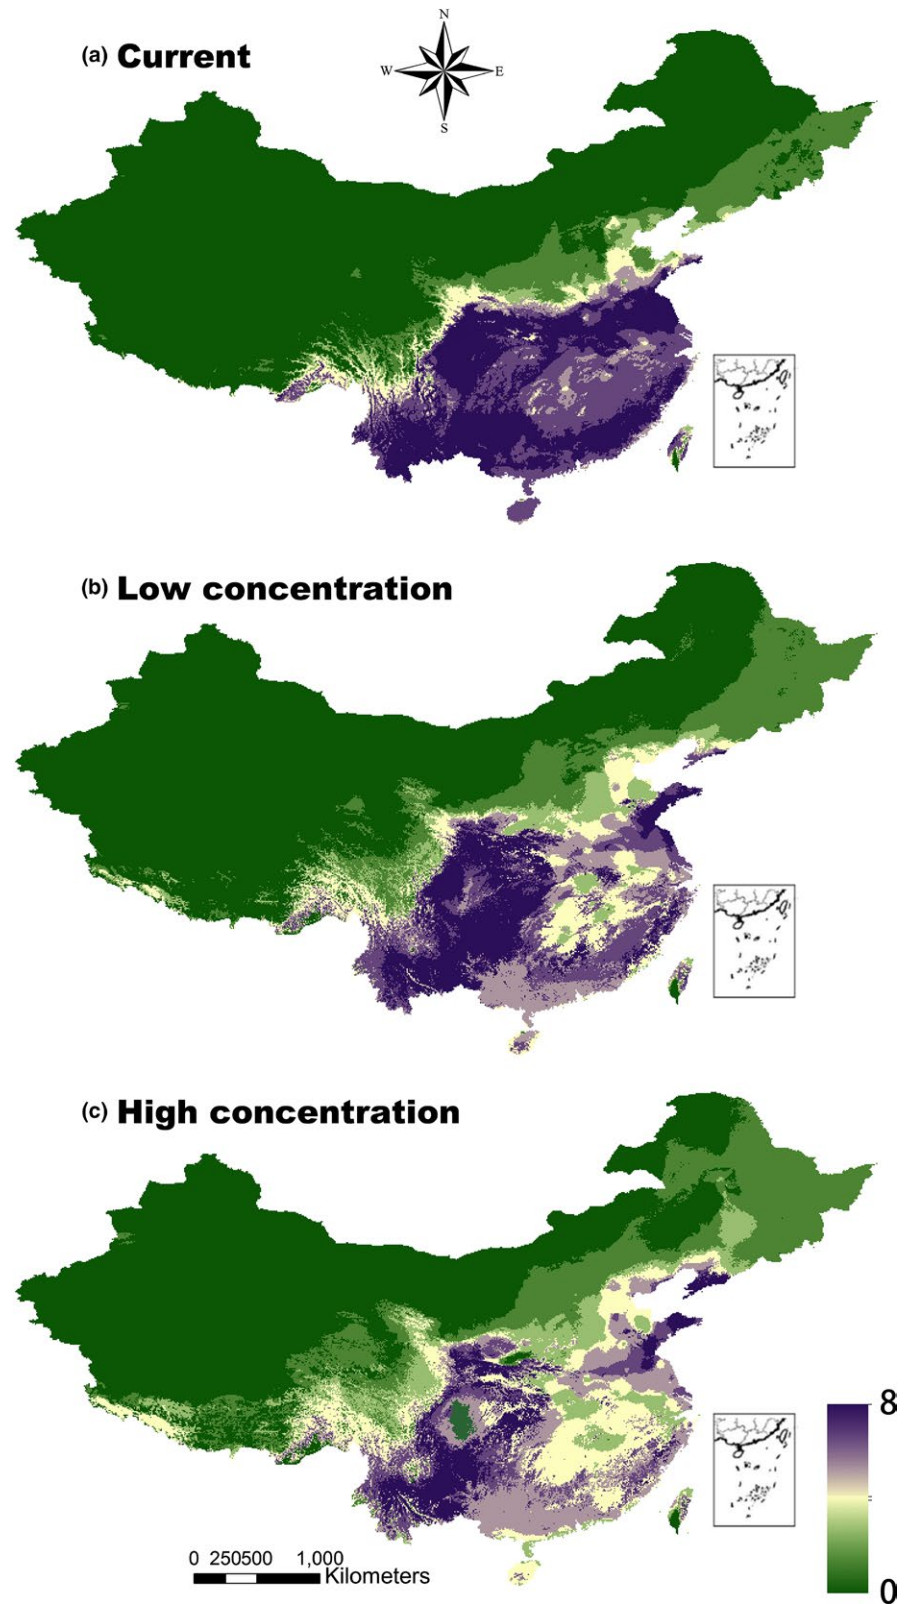 N
(a) Current
W E
S
(b) Low concentration
(c) High concentration
8
0 250500 1,000
Kilometers
0